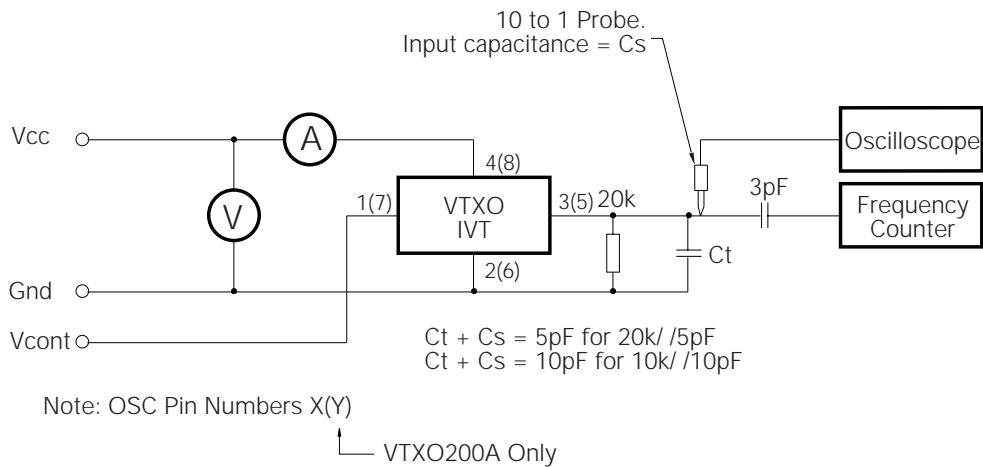 10 to 1 Probe.
Input capacitance = Cs
Vcc
A
4(8)
Oscilloscope
V
1(7)
VTXO
IVT
3(5)
20k
3pF
Frequency
Counter
2(6)
Ct
Gnd
Vcont
Ct + Cs = 5pF for 20k/ /5pF
Ct + Cs = 10pF for 10k/ /10pF
Note: OSC Pin Numbers X(Y)
VTXO200A Only